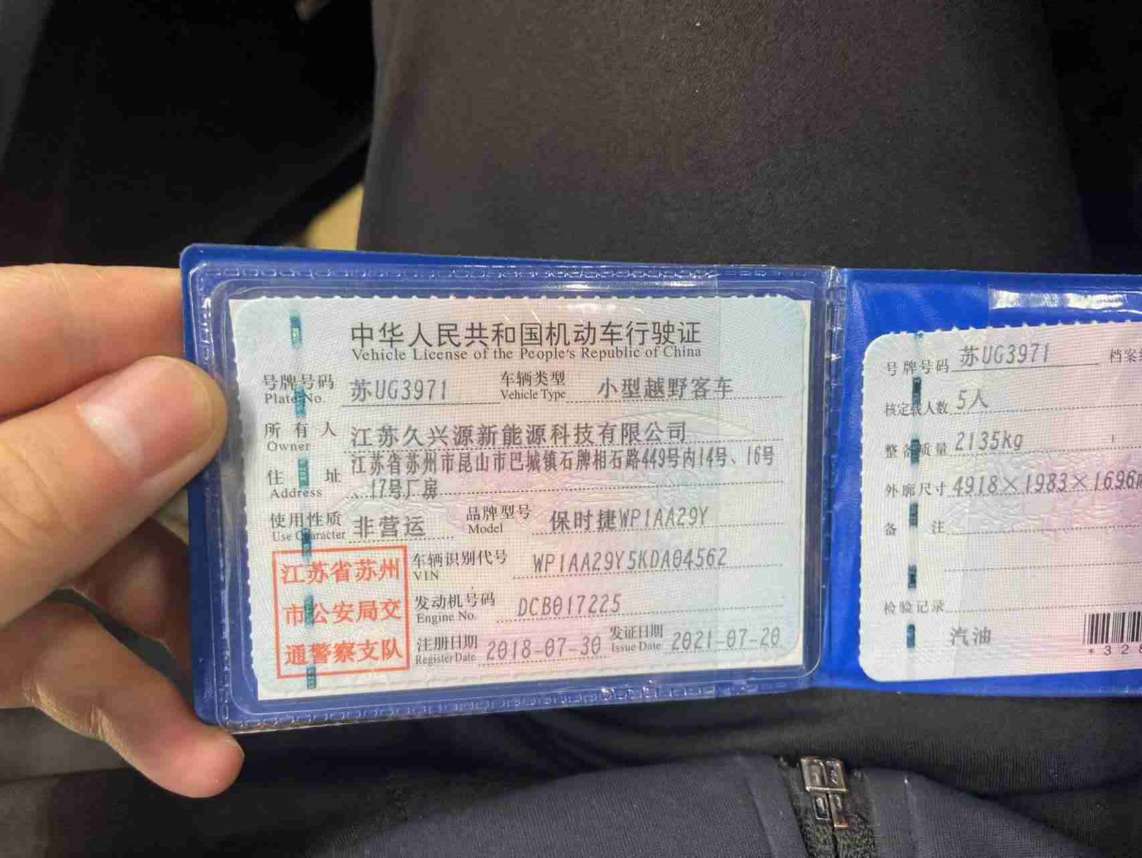 中华人民共和国机动车行驶证
Vehicle License of the People's Republic of China
号牌号码 苏UG3971 车辆类型 小型越野客车
Plate No. Vehicle Type
所有人 江苏久兴源新能源科技有限公司
Owner
住址 江苏省苏州市昆山市巴城镇石牌相石路449号内14号、16号
Address 、17号厂房
使用性质 非营运 品牌型号 保时捷WP1AA29Y
Use Character Model
江苏省苏州
市公安局交
通警察支队
车辆识别代号 WP1AA29Y5KDA04562
VIN
发动机号码 DCB017225
Engine No.
注册日期 2018-07-30 发证日期 2021-07-20
Register Date Issue Date
号牌号码 苏UG3971 档案
核定载人数 5人
整备质量 2135kg
外廓尺寸 4918×1983×1696
备注
检验记录
汽油
*328